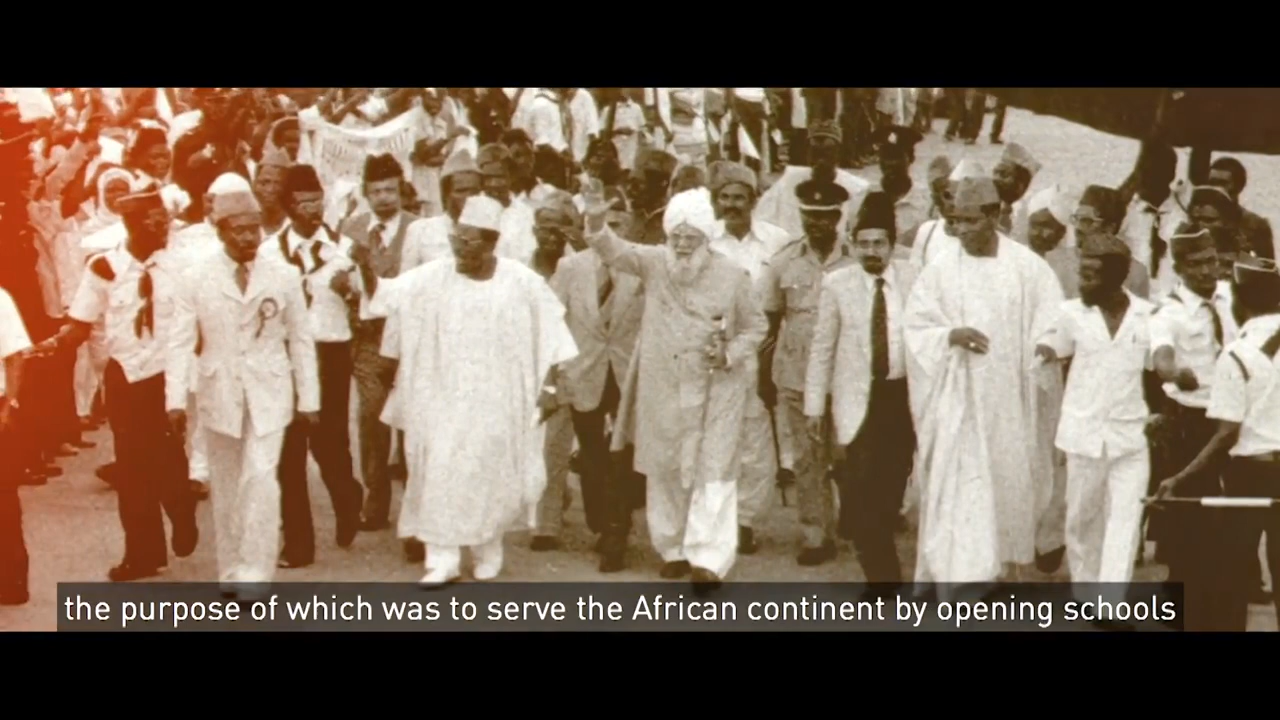 the purpose of which was to serve the African continent by opening schools